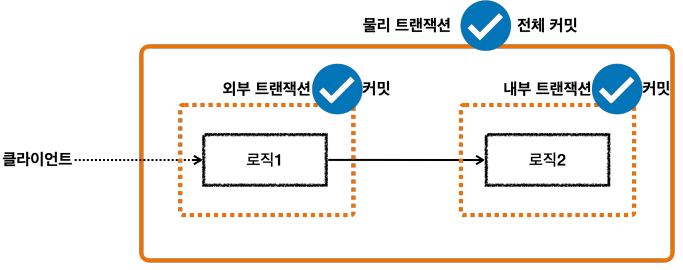 물리 트랜잭션 전체 커밋
외부 트랜잭션 커밋
내부 트랜잭션 커밋
클라이언트
로직1
로직2